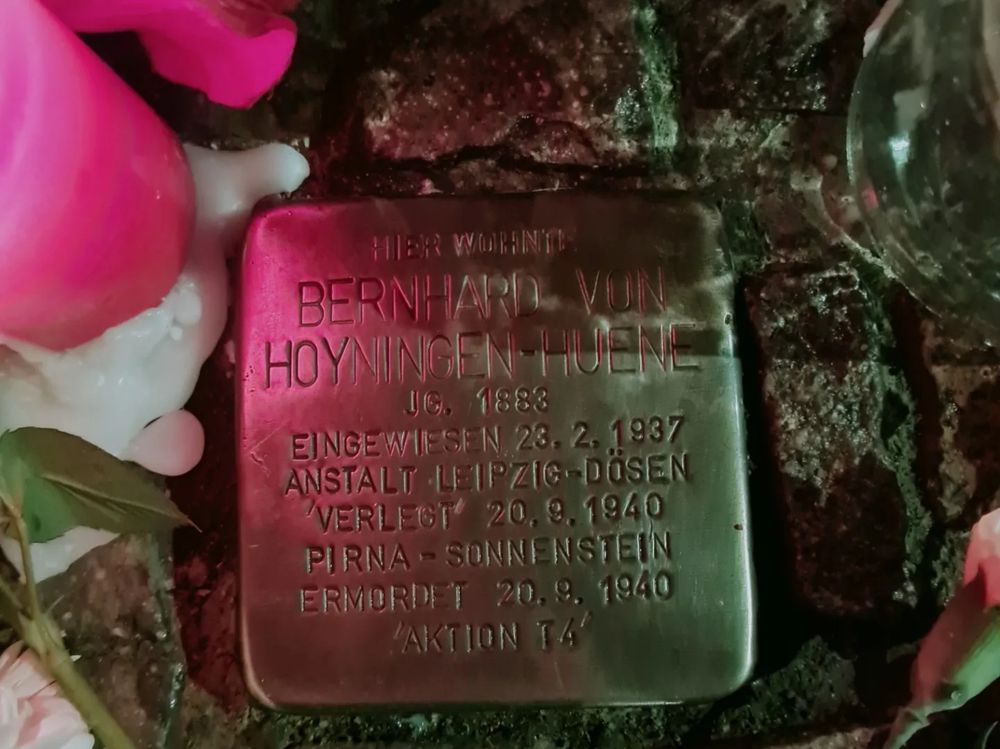 HIER WOHNTE
BERNHARD VON
HOYNINGEN-HUENE
JG. 1883
EINGEWIESEN 23.2.1937
ANSTALT LEIPZIG-DÖSEN
'VERLEGT' 20.9.1940
PIRNA-SONNENSTEIN
ERMORDET 20.9.1940
'AKTION T4'